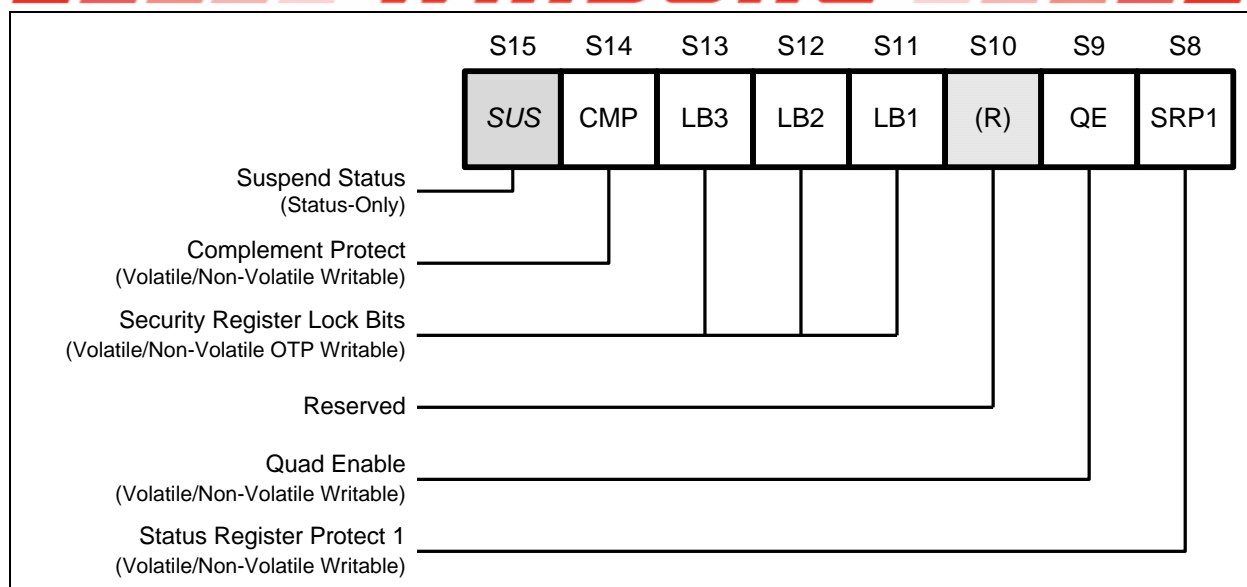 S15 S14 S13 S12 S11 S10 S9 S8
SUS CMP LB3 LB2 LB1 (R) QE SRP1
Suspend Status
(Status-Only)
Complement Protect
(Volatile/Non-Volatile Writable)
Security Register Lock Bits
(Volatile/Non-Volatile OTP Writable)
Reserved
Quad Enable
(Volatile/Non-Volatile Writable)
Status Register Protect 1
(Volatile/Non-Volatile Writable)